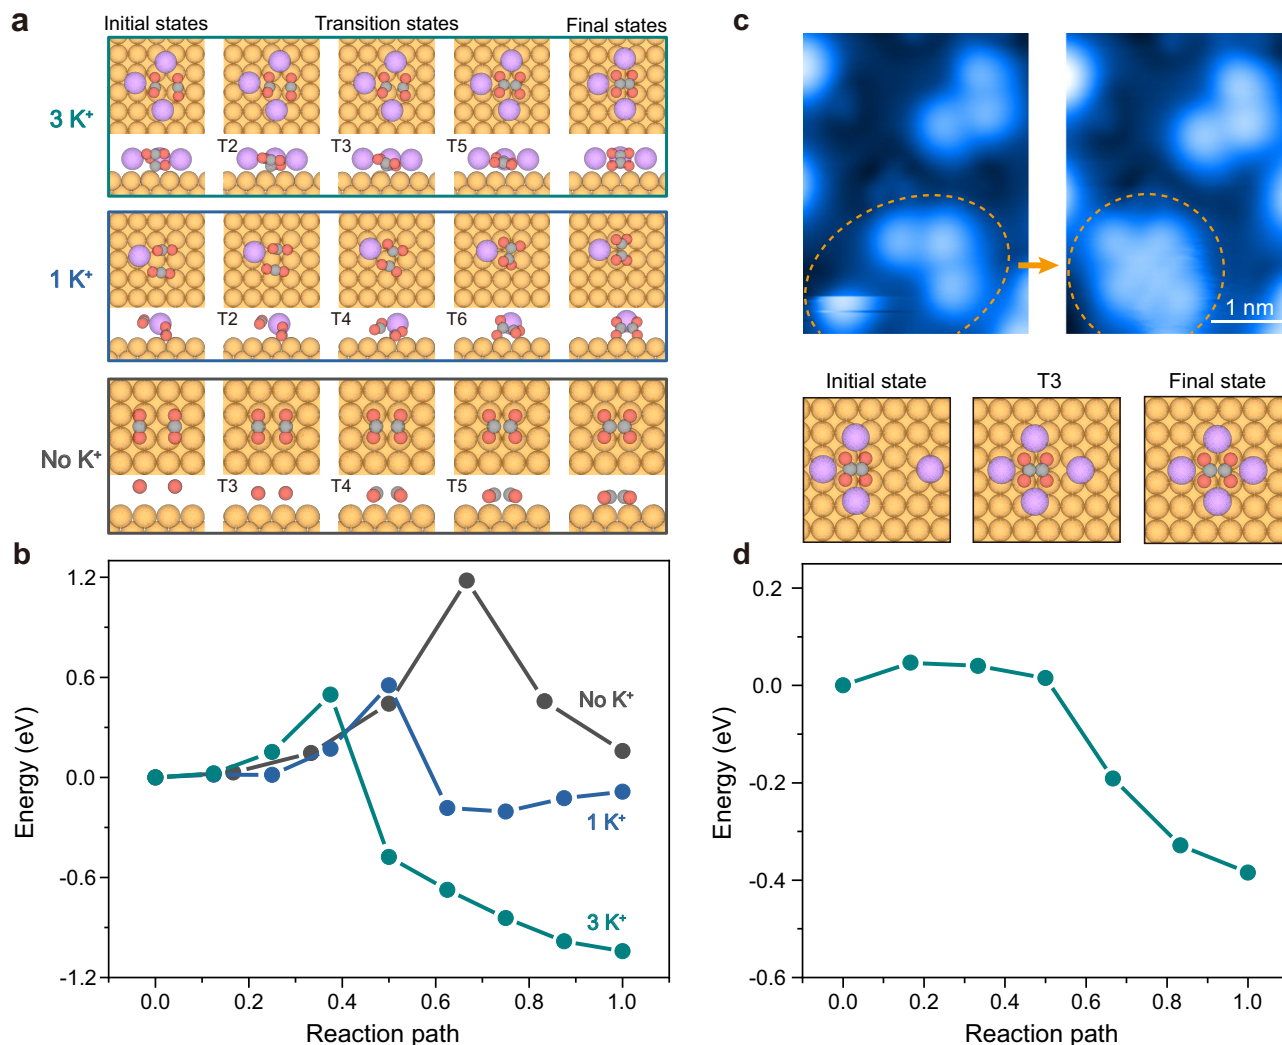 a
Initial states
Transition states
Final states
3 K⁺
T2
T3
T5
1 K⁺
T2
T4
T6
No K⁺
T3
T4
T5
b
1.2
0.6
0.0
-0.6
-1.2
Energy (eV)
No K⁺
1 K⁺
3 K⁺
0.0 0.2 0.4 0.6 0.8 1.0
Reaction path
c
1 nm
Initial state
T3
Final state
d
0.2
0.0
-0.2
-0.4
-0.6
Energy (eV)
0.0 0.2 0.4 0.6 0.8 1.0
Reaction path